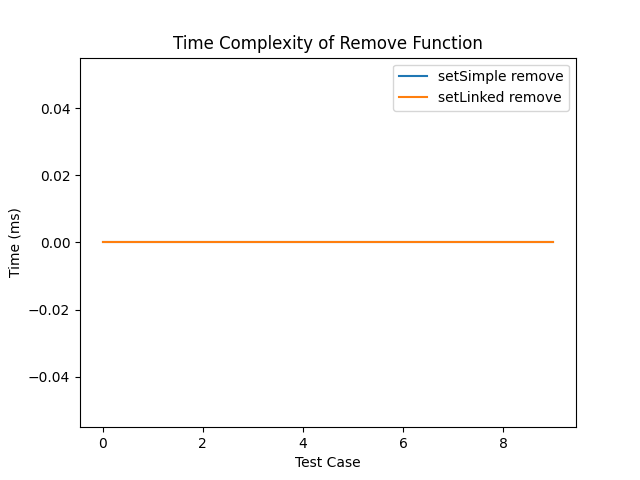 Time Complexity of Remove Function
setSimple remove
setLinked remove
0.04
0.02
0.00
−0.02
−0.04
Time (ms)
0 2 4 6 8
Test Case